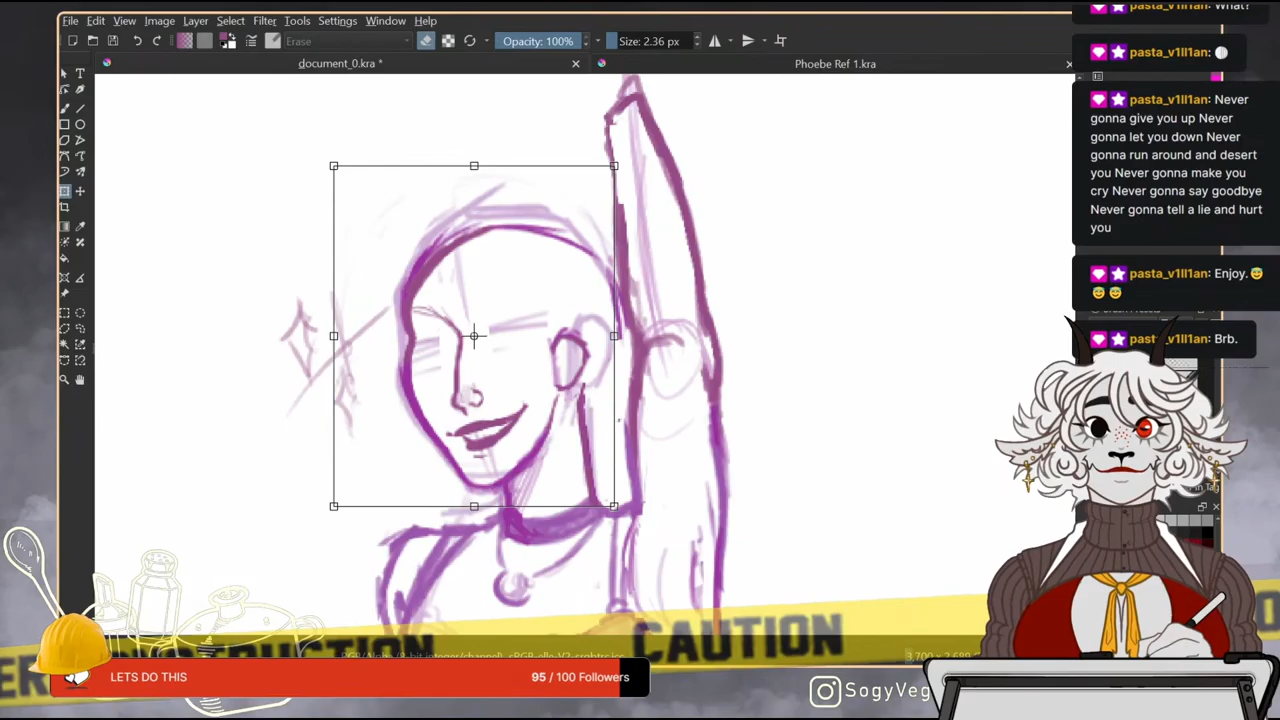 File Edit View Image Layer Select Filter Tools Settings Window Help
Erase
Opacity: 100%
Size: 2.36 px
document_0.kra *
Phoebe Ref 1.kra
What?
pasta_v1ll1an:
pasta_v1ll1an: Never
gonna give you up Never
gonna let you down Never
gonna run around and desert
you Never gonna make you
cry Never gonna say goodbye
Never gonna tell a lie and hurt
you
pasta_v1ll1an: Enjoy.😇
😇 😇
pasta_v1ll1an: Brb.
CAUTION
LETS DO THIS
95 / 100 Followers
SogyVeg